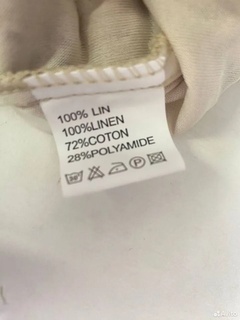 100% LIN
100%LINEN
72%COTON
28%POLYAMIDE